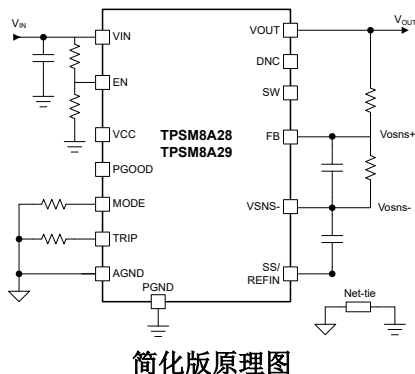 VIN
VIN
EN
VCC
PGOOD
MODE
TRIP
AGND
PGND
TPSM8A28
TPSM8A29
VOUT
VOUT
DNC
SW
FB
Vosns+
VSNS-
Vosns-
SS/
REFIN
Net-tie
简化版原理图